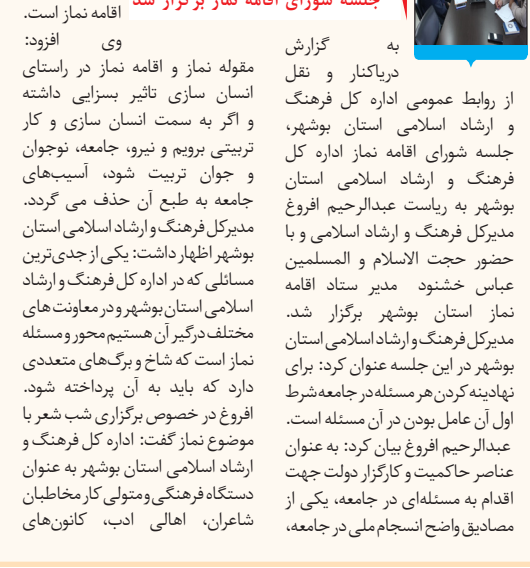 جلسه شورای اقامه نماز برگزار شد
به گزارش
دریاکنار و نقل
از روابط عمومی اداره کل فرهنگ
و ارشاد اسلامی استان بوشهر،
جلسه شورای اقامه نماز اداره کل
فرهنگ و ارشاد اسلامی استان
بوشهر به ریاست عبدالرحیم افروغ
مدیرکل فرهنگ و ارشاد اسلامی و با
حضور حجت الاسلام و المسلمین
عباس خشنود مدیر ستاد اقامه
نماز استان بوشهر برگزار شد.
مدیرکل فرهنگ و ارشاد اسلامی استان
بوشهر در این جلسه عنوان کرد: برای
نهادینه کردن هر مسئله در جامعه شرط
اول آن عامل بودن در آن مسئله است.
عبدالرحیم افروغ بیان کرد: به عنوان
عناصر حاکمیت و کارگزار دولت جهت
اقدام به مسئله‌ای در جامعه، یکی از
مصادیق واضح انسجام ملی در جامعه،
اقامه نماز است.
وی افزود:
مقوله نماز و اقامه نماز در راستای
انسان سازی تاثیر بسزایی داشته
و اگر به سمت انسان سازی و کار
تربیتی برویم و نیرو، جامعه، نوجوان
و جوان تربیت شود، آسیب‌های
جامعه به طبع آن حذف می گردد.
مدیرکل فرهنگ و ارشاد اسلامی استان
بوشهر اظهار داشت: یکی از جدی‌ترین
مسائلی که در اداره کل فرهنگ و ارشاد
اسلامی استان بوشهر و در معاونت های
مختلف درگیر آن هستیم محور و مسئله
نماز است که شاخ و برگ‌های متعددی
دارد که باید به آن پرداخته شود.
افروغ در خصوص برگزاری شب شعر با
موضوع نماز گفت: اداره کل فرهنگ و
ارشاد اسلامی استان بوشهر به عنوان
دستگاه فرهنگی و متولی کار مخاطبان
شاعران، اهالی ادب، کانون‌های